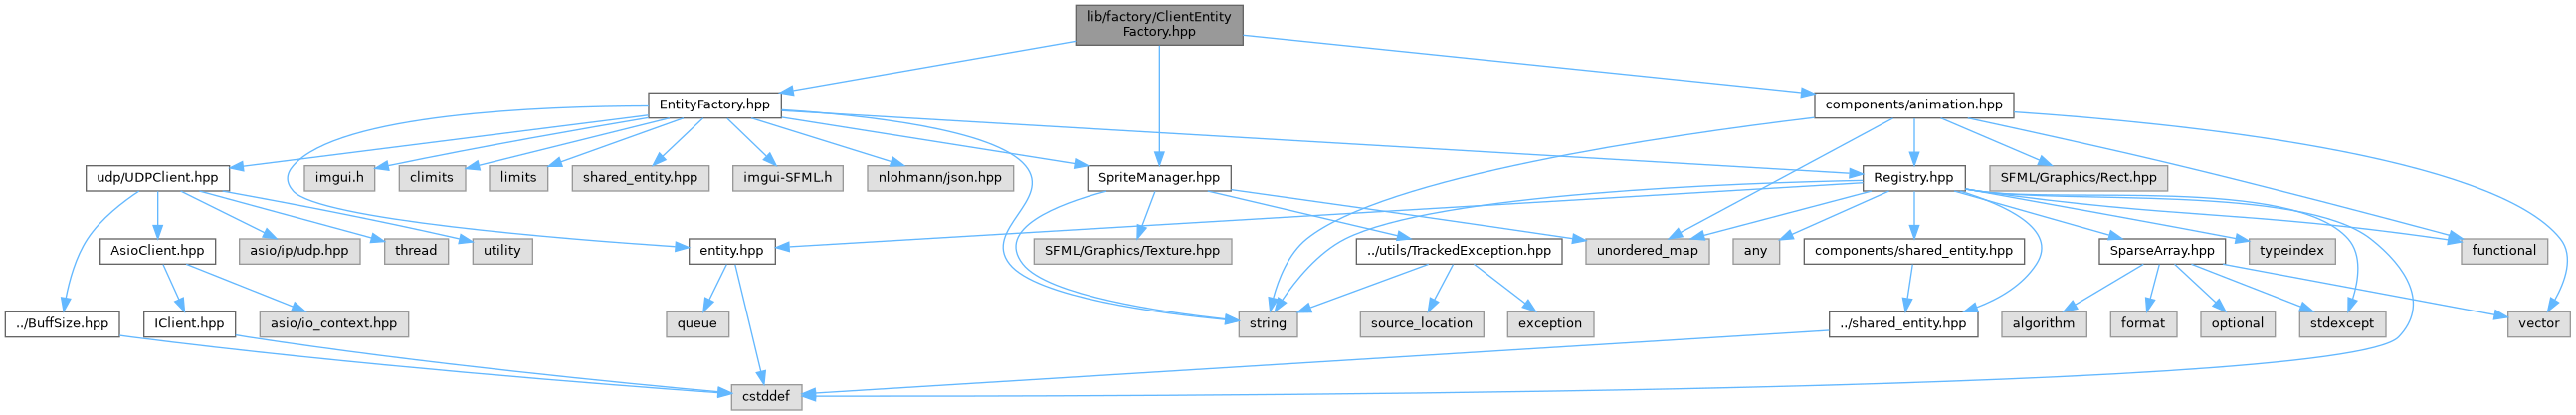 lib/factory/ClientEntity
Factory.hpp
EntityFactory.hpp
components/animation.hpp
udp/UDPClient.hpp
imgui.h
climits
limits
shared_entity.hpp
imgui-SFML.h
nlohmann/json.hpp
SpriteManager.hpp
Registry.hpp
SFML/Graphics/Rect.hpp
AsioClient.hpp
asio/ip/udp.hpp
thread
utility
entity.hpp
SFML/Graphics/Texture.hpp
../utils/TrackedException.hpp
unordered_map
any
components/shared_entity.hpp
SparseArray.hpp
typeindex
functional
../BuffSize.hpp
IClient.hpp
asio/io_context.hpp
queue
string
source_location
exception
../shared_entity.hpp
algorithm
format
optional
stdexcept
vector
cstddef